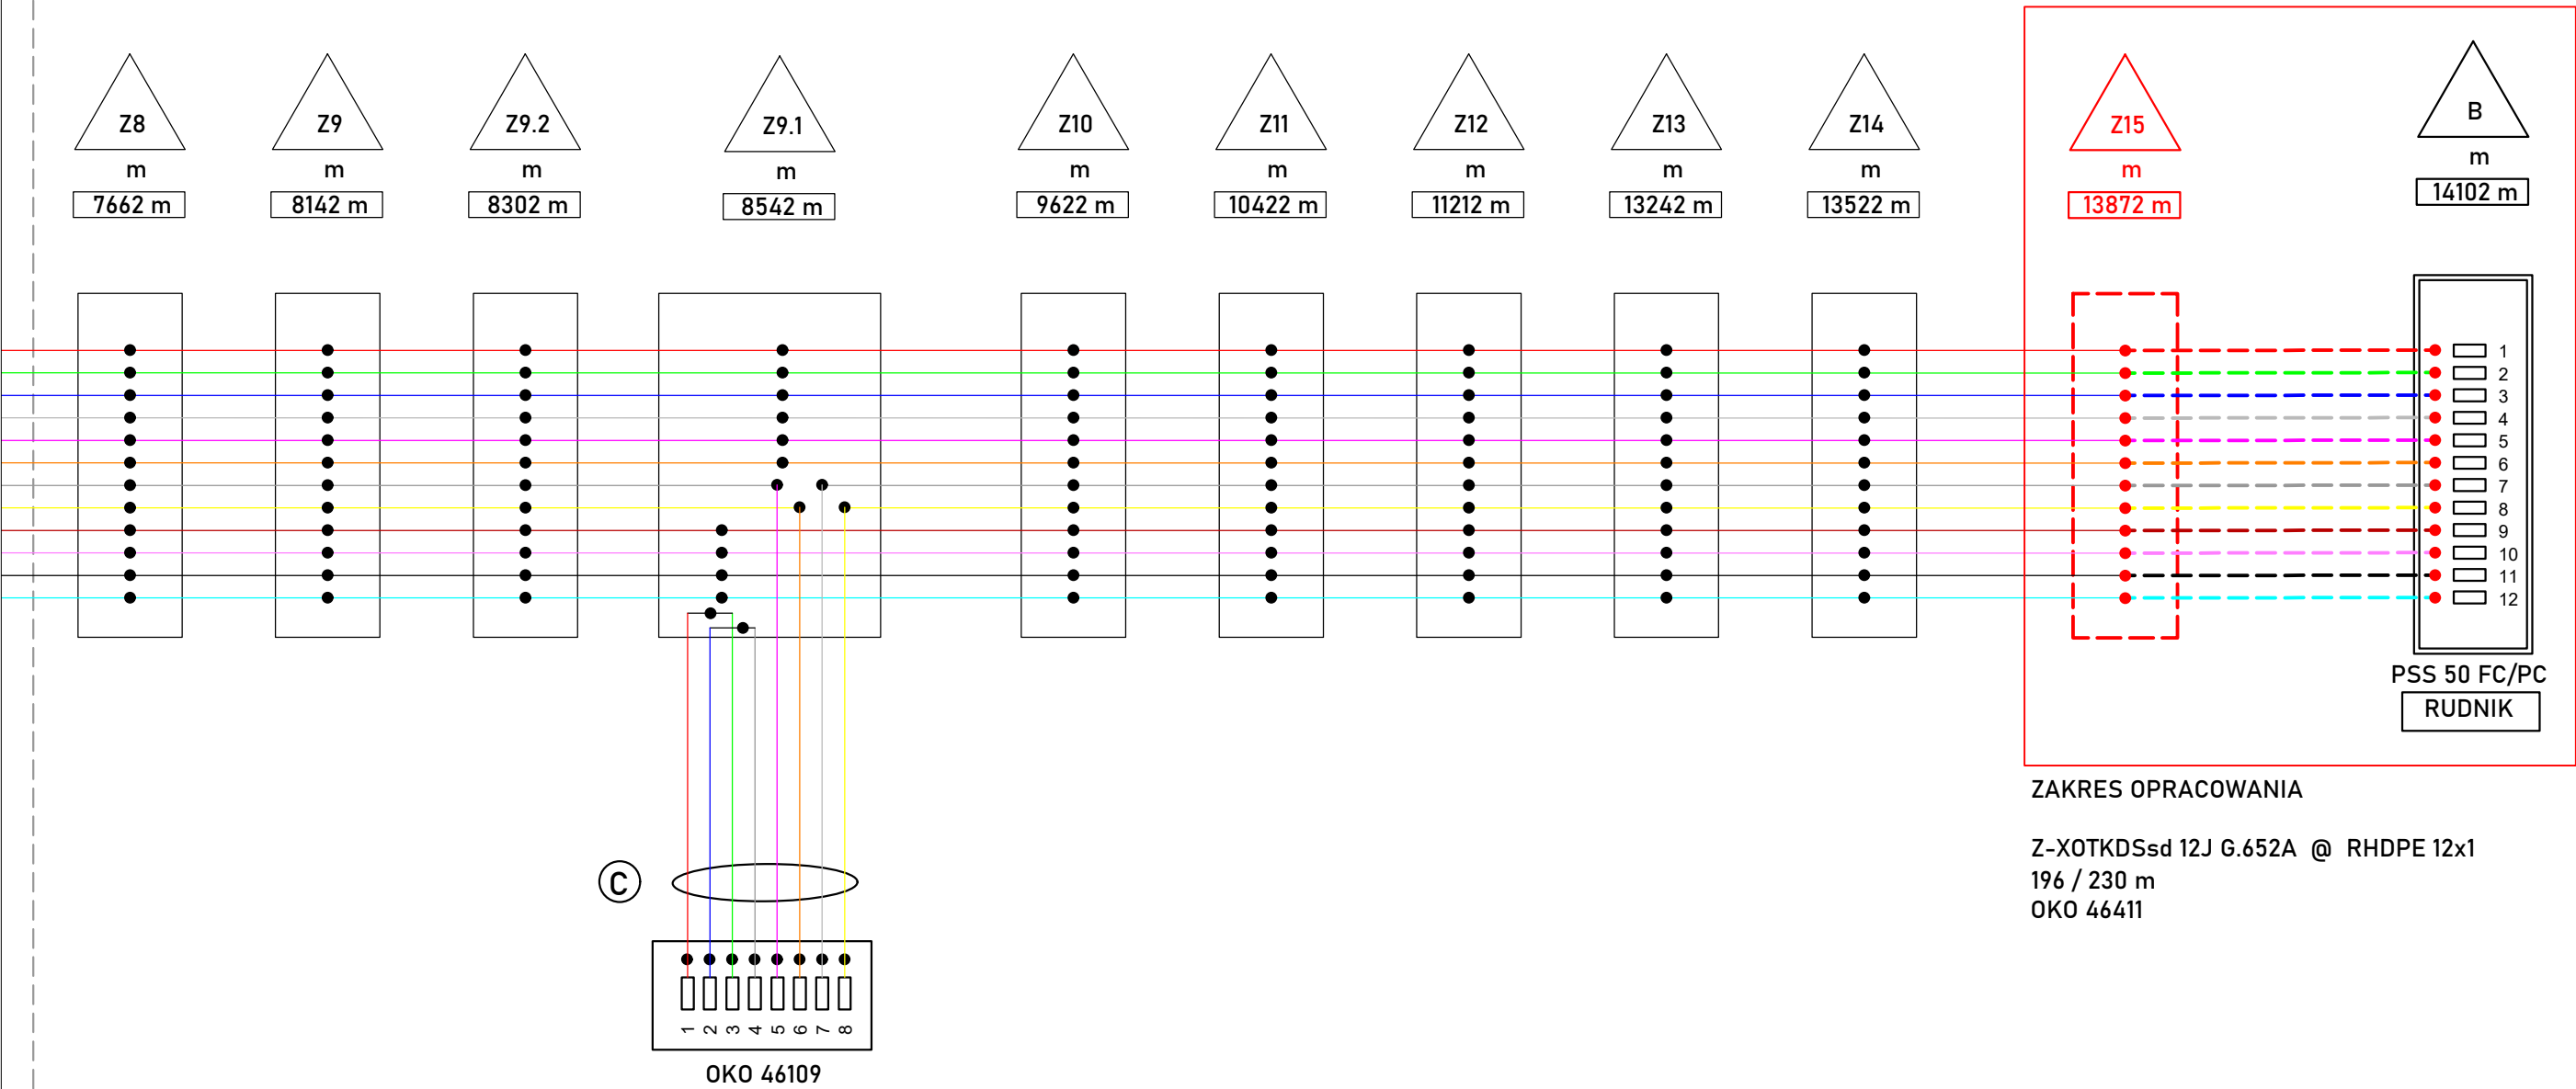 Z8 Z9 Z9.2 Z9.1 Z10 Z11 Z12 Z13 Z14 Z15 B
m m m m m m m m m m m
7662 m 8142 m 8302 m 8542 m 9622 m 10422 m 11212 m 13242 m 13522 m 13872 m 14102 m
1
2
3
4
5
6
7
8
9
10
11
12
PSS 50 FC/PC
RUDNIK
ZAKRES OPRACOWANIA
Z-XOTKDSsd 12J G.652A @ RHDPE 12x1
196 / 230 m
OKO 46411
C
1 2 3 4 5 6 7 8
OKO 46109